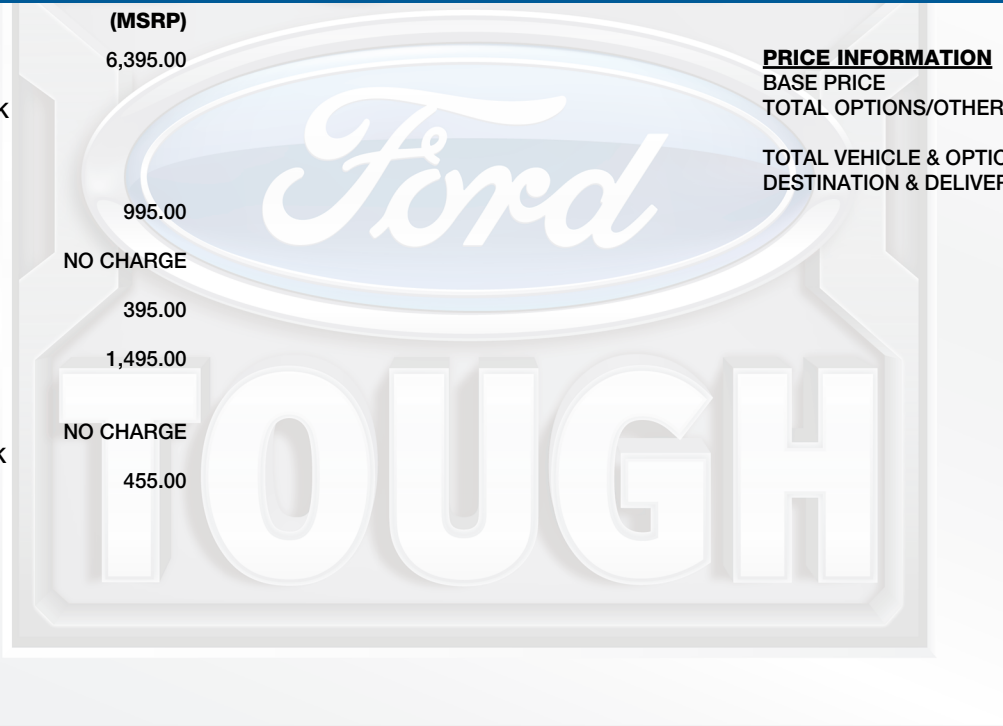 (MSRP)
6,395.00
K
995.00
NO CHARGE
395.00
1,495.00
NO CHARGE
K
455.00
PRICE INFORMATION
BASE PRICE
TOTAL OPTIONS/OTHER
TOTAL VEHICLE & OPTIO
DESTINATION & DELIVER
Ford
TOUGH